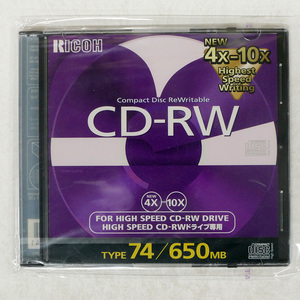 RICOH
NEW
4X-10X
Highest
Speed
Writing
Compact Disc ReWritable
CD-RW
NEW
4X-10X
FOR HIGH SPEED CD-RW DRIVE
HIGH SPEED CD-RWドライブ専用
TYPE 74/650MB